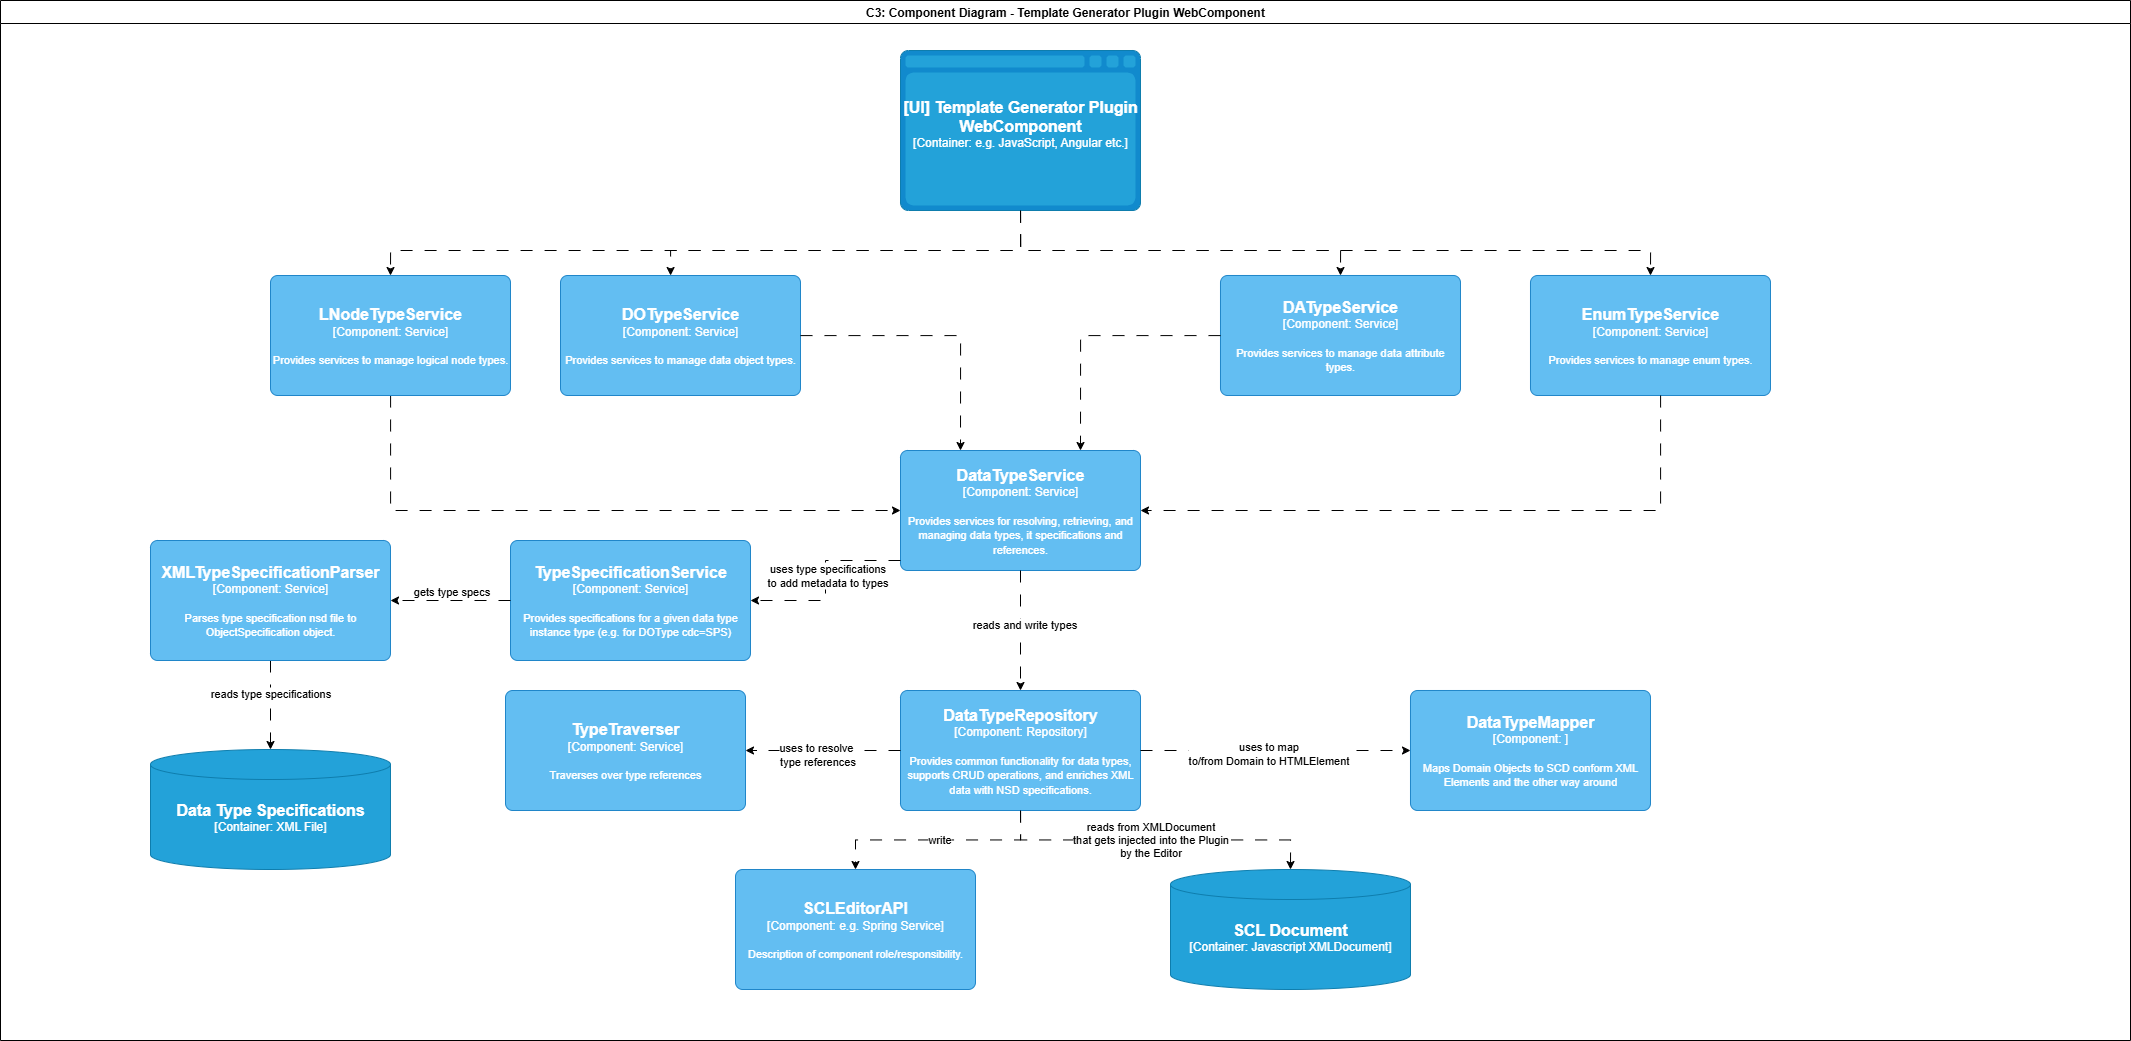 C3: Component Diagram - Template Generator Plugin WebComponent
[UI] Template Generator Plugin
WebComponent
[Container: e.g. JavaScript, Angular etc.]
LNodeTypeService
[Component: Service]
Provides services to manage logical node types.
DOTypeService
[Component: Service]
Provides services to manage data object types.
DATypeService
[Component: Service]
Provides services to manage data attribute
types.
EnumTypeService
[Component: Service]
Provides services to manage enum types.
DataTypeService
[Component: Service]
Provides services for resolving, retrieving, and
managing data types, it specifications and
references.
XMLTypeSpecificationParser
[Component: Service]
Parses type specification nsd file to
ObjectSpecification object.
gets type specs
TypeSpecificationService
[Component: Service]
Provides specifications for a given data type
instance type (e.g. for DOType cdc=SPS)
uses type specifications
to add metadata to types
reads and write types
reads type specifications
Data Type Specifications
[Container: XML File]
TypeTraverser
[Component: Service]
Traverses over type references
uses to resolve
type references
DataTypeRepository
[Component: Repository]
Provides common functionality for data types,
supports CRUD operations, and enriches XML
data with NSD specifications.
uses to map
to/from Domain to HTMLElement
DataTypeMapper
[Component: ]
Maps Domain Objects to SCD conform XML
Elements and the other way around
write
reads from XMLDocument
that gets injected into the Plugin
by the Editor
SCLEditorAPI
[Component: e.g. Spring Service]
Description of component role/responsibility.
SCL Document
[Container: Javascript XMLDocument]